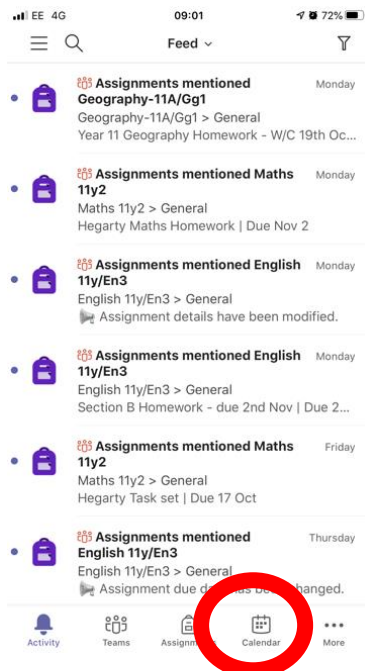 EE 4G 09:01 72%
Feed
Assignments mentioned Monday
Geography-11A/Gg1
Geography-11A/Gg1 > General
Year 11 Geography Homework - W/C 19th Oc...
Assignments mentioned Maths Monday
11y2
Maths 11y2 > General
Hegarty Maths Homework | Due Nov 2
Assignments mentioned English Monday
11y/En3
English 11y/En3 > General
Assignment details have been modified.
Assignments mentioned English Monday
11y/En3
English 11y/En3 > General
Section B Homework - due 2nd Nov | Due 2...
Assignments mentioned Maths Friday
11y2
Maths 11y2 > General
Hegarty Task set | Due 17 Oct
Assignments mentioned Thursday
English 11y/En3
English 11y/En3 > General
Assignment due changed.
Activity Teams Calendar More